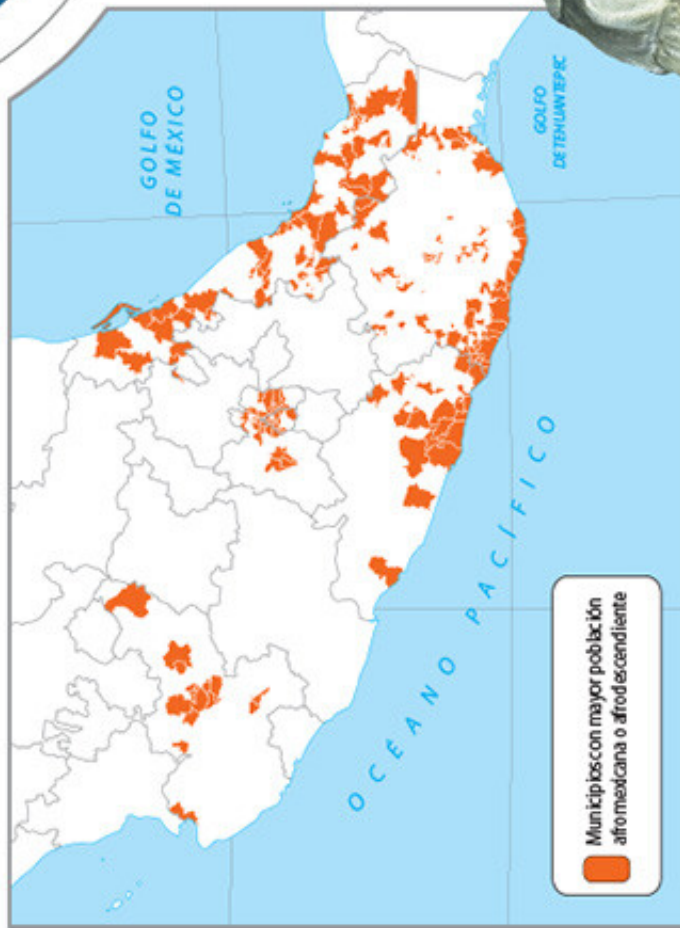 GOLFO
DE MÉXICO
GOLFO
DE TEHUANTEPEC
OCÉANO PACÍFICO
Municipios con mayor población
afromexicana o afrodescendiente